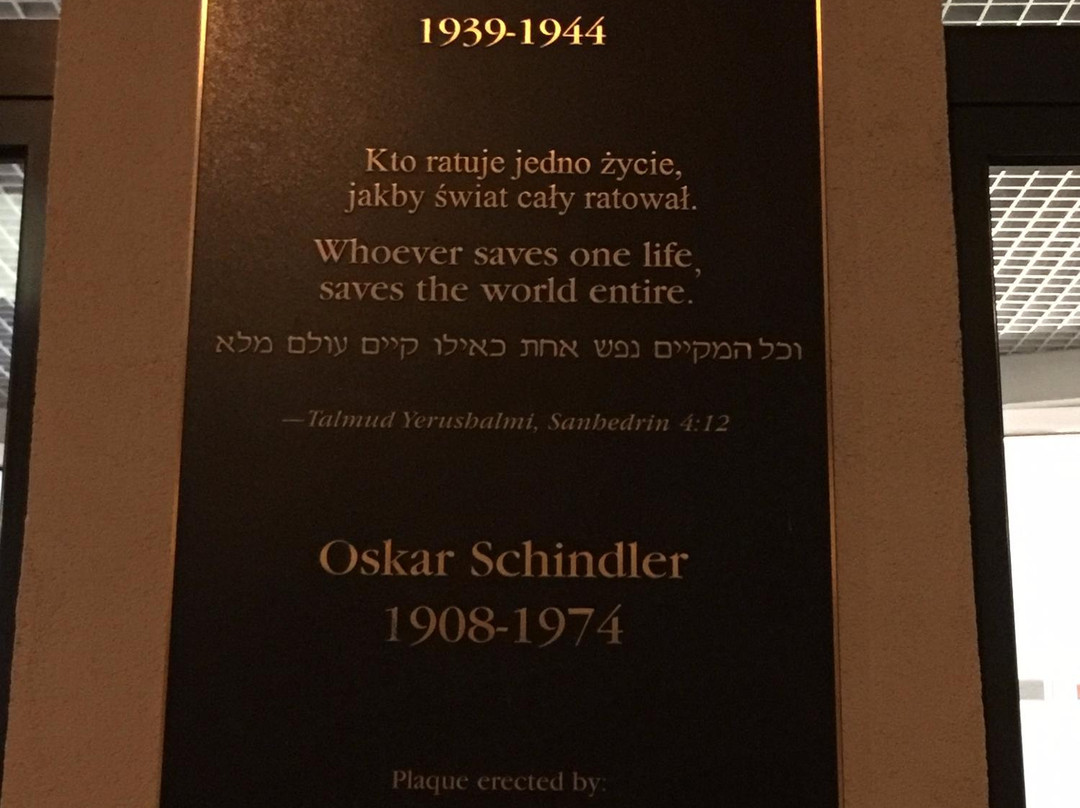 1939-1944
Kto ratuje jedno życie,
jakby świat cały ratował.
Whoever saves one life,
saves the world entire.
וכל המקיים נפש אחת כאילו קיים עולם מלא
—Talmud Yerushalmi, Sanhedrin 4:12
Oskar Schindler
1908-1974
Plaque erected by: